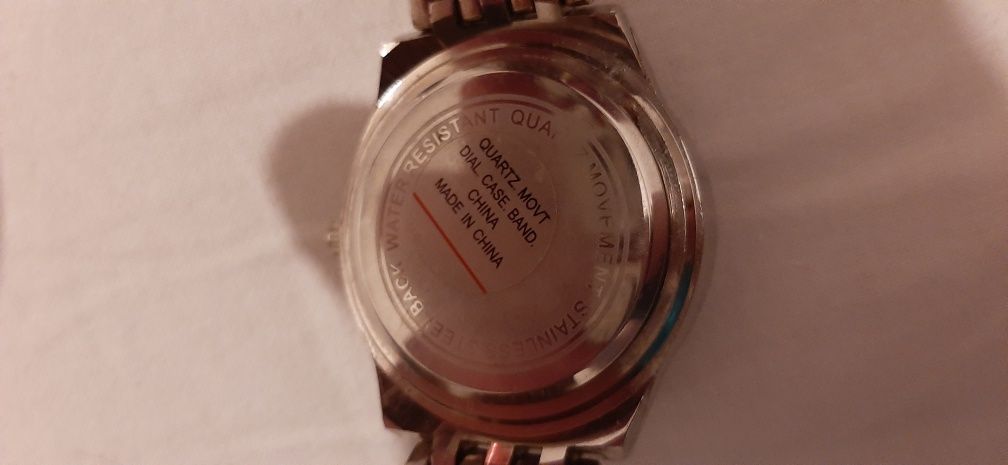 QUARTZ MOVT
DIAL CASE. BAND.
CHINA
MADE IN CHINA
WATER RESISTANT QUARTZ MOVEMENT STAINLESS STEEL BACK